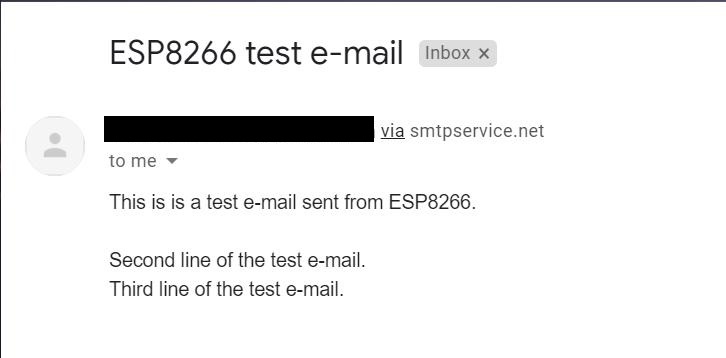 ESP8266 test e-mail Inbox ×
via smtpservice.net
to me
This is is a test e-mail sent from ESP8266.
Second line of the test e-mail.
Third line of the test e-mail.